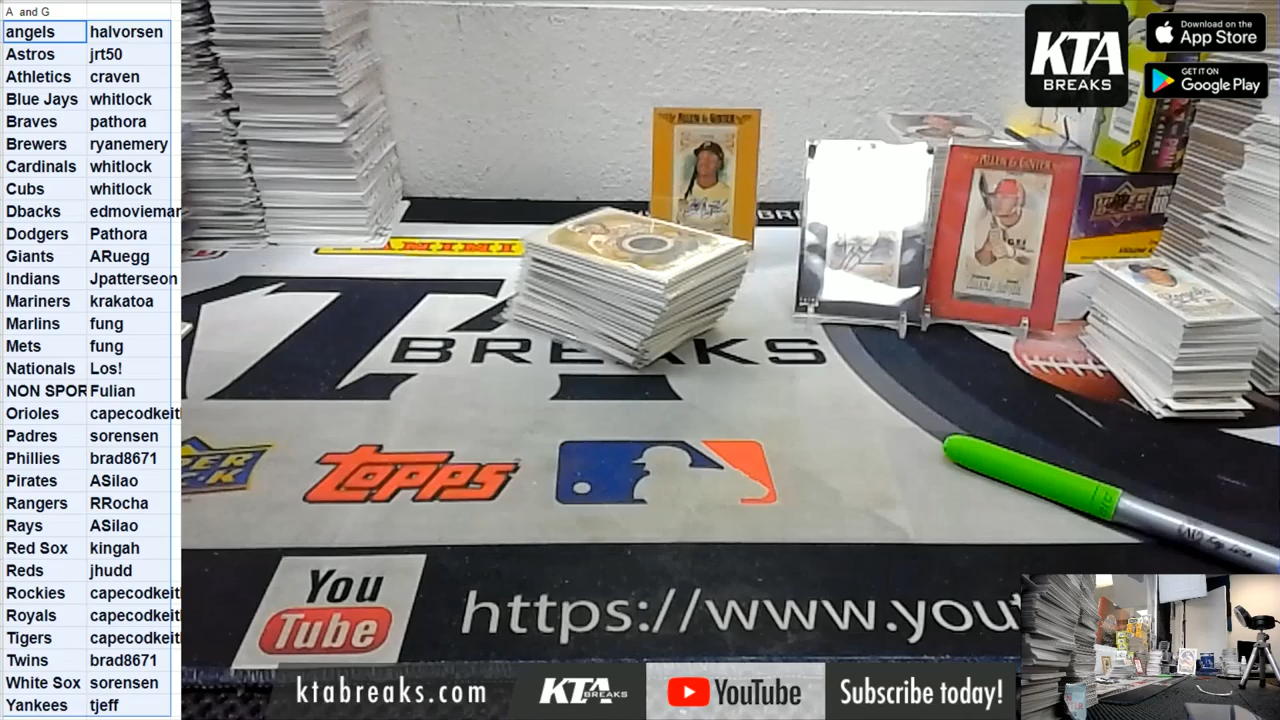 A and G
angels halvorsen
Astros jrt50
Athletics craven
Blue Jays whitlock
Braves pathora
Brewers ryanemery
Cardinals whitlock
Cubs whitlock
Dbacks edmoviemar
Dodgers Pathora
Giants ARuegg
Indians Jpatterseon
Mariners krakatoa
Marlins fung
Mets fung
Nationals Los!
NON SPOR Fulian
Orioles capecodkeit
Padres sorensen
Phillies brad8671
Pirates ASilao
Rangers RRocha
Rays ASilao
Red Sox kingah
Reds jhudd
Rockies capecodkeit
Royals capecodkeit
Tigers capecodkeit
Twins brad8671
White Sox sorensen
Yankees tjeff
KTA
BREAKS
Download on the
App Store
GET IT ON
Google Play
ALLEN & GINTER
ALLEN & GINTER
BREAKS
topps
You
Tube
https://www.you
ktabreaks.com
KTA
BREAKS
YouTube
Subscribe today!